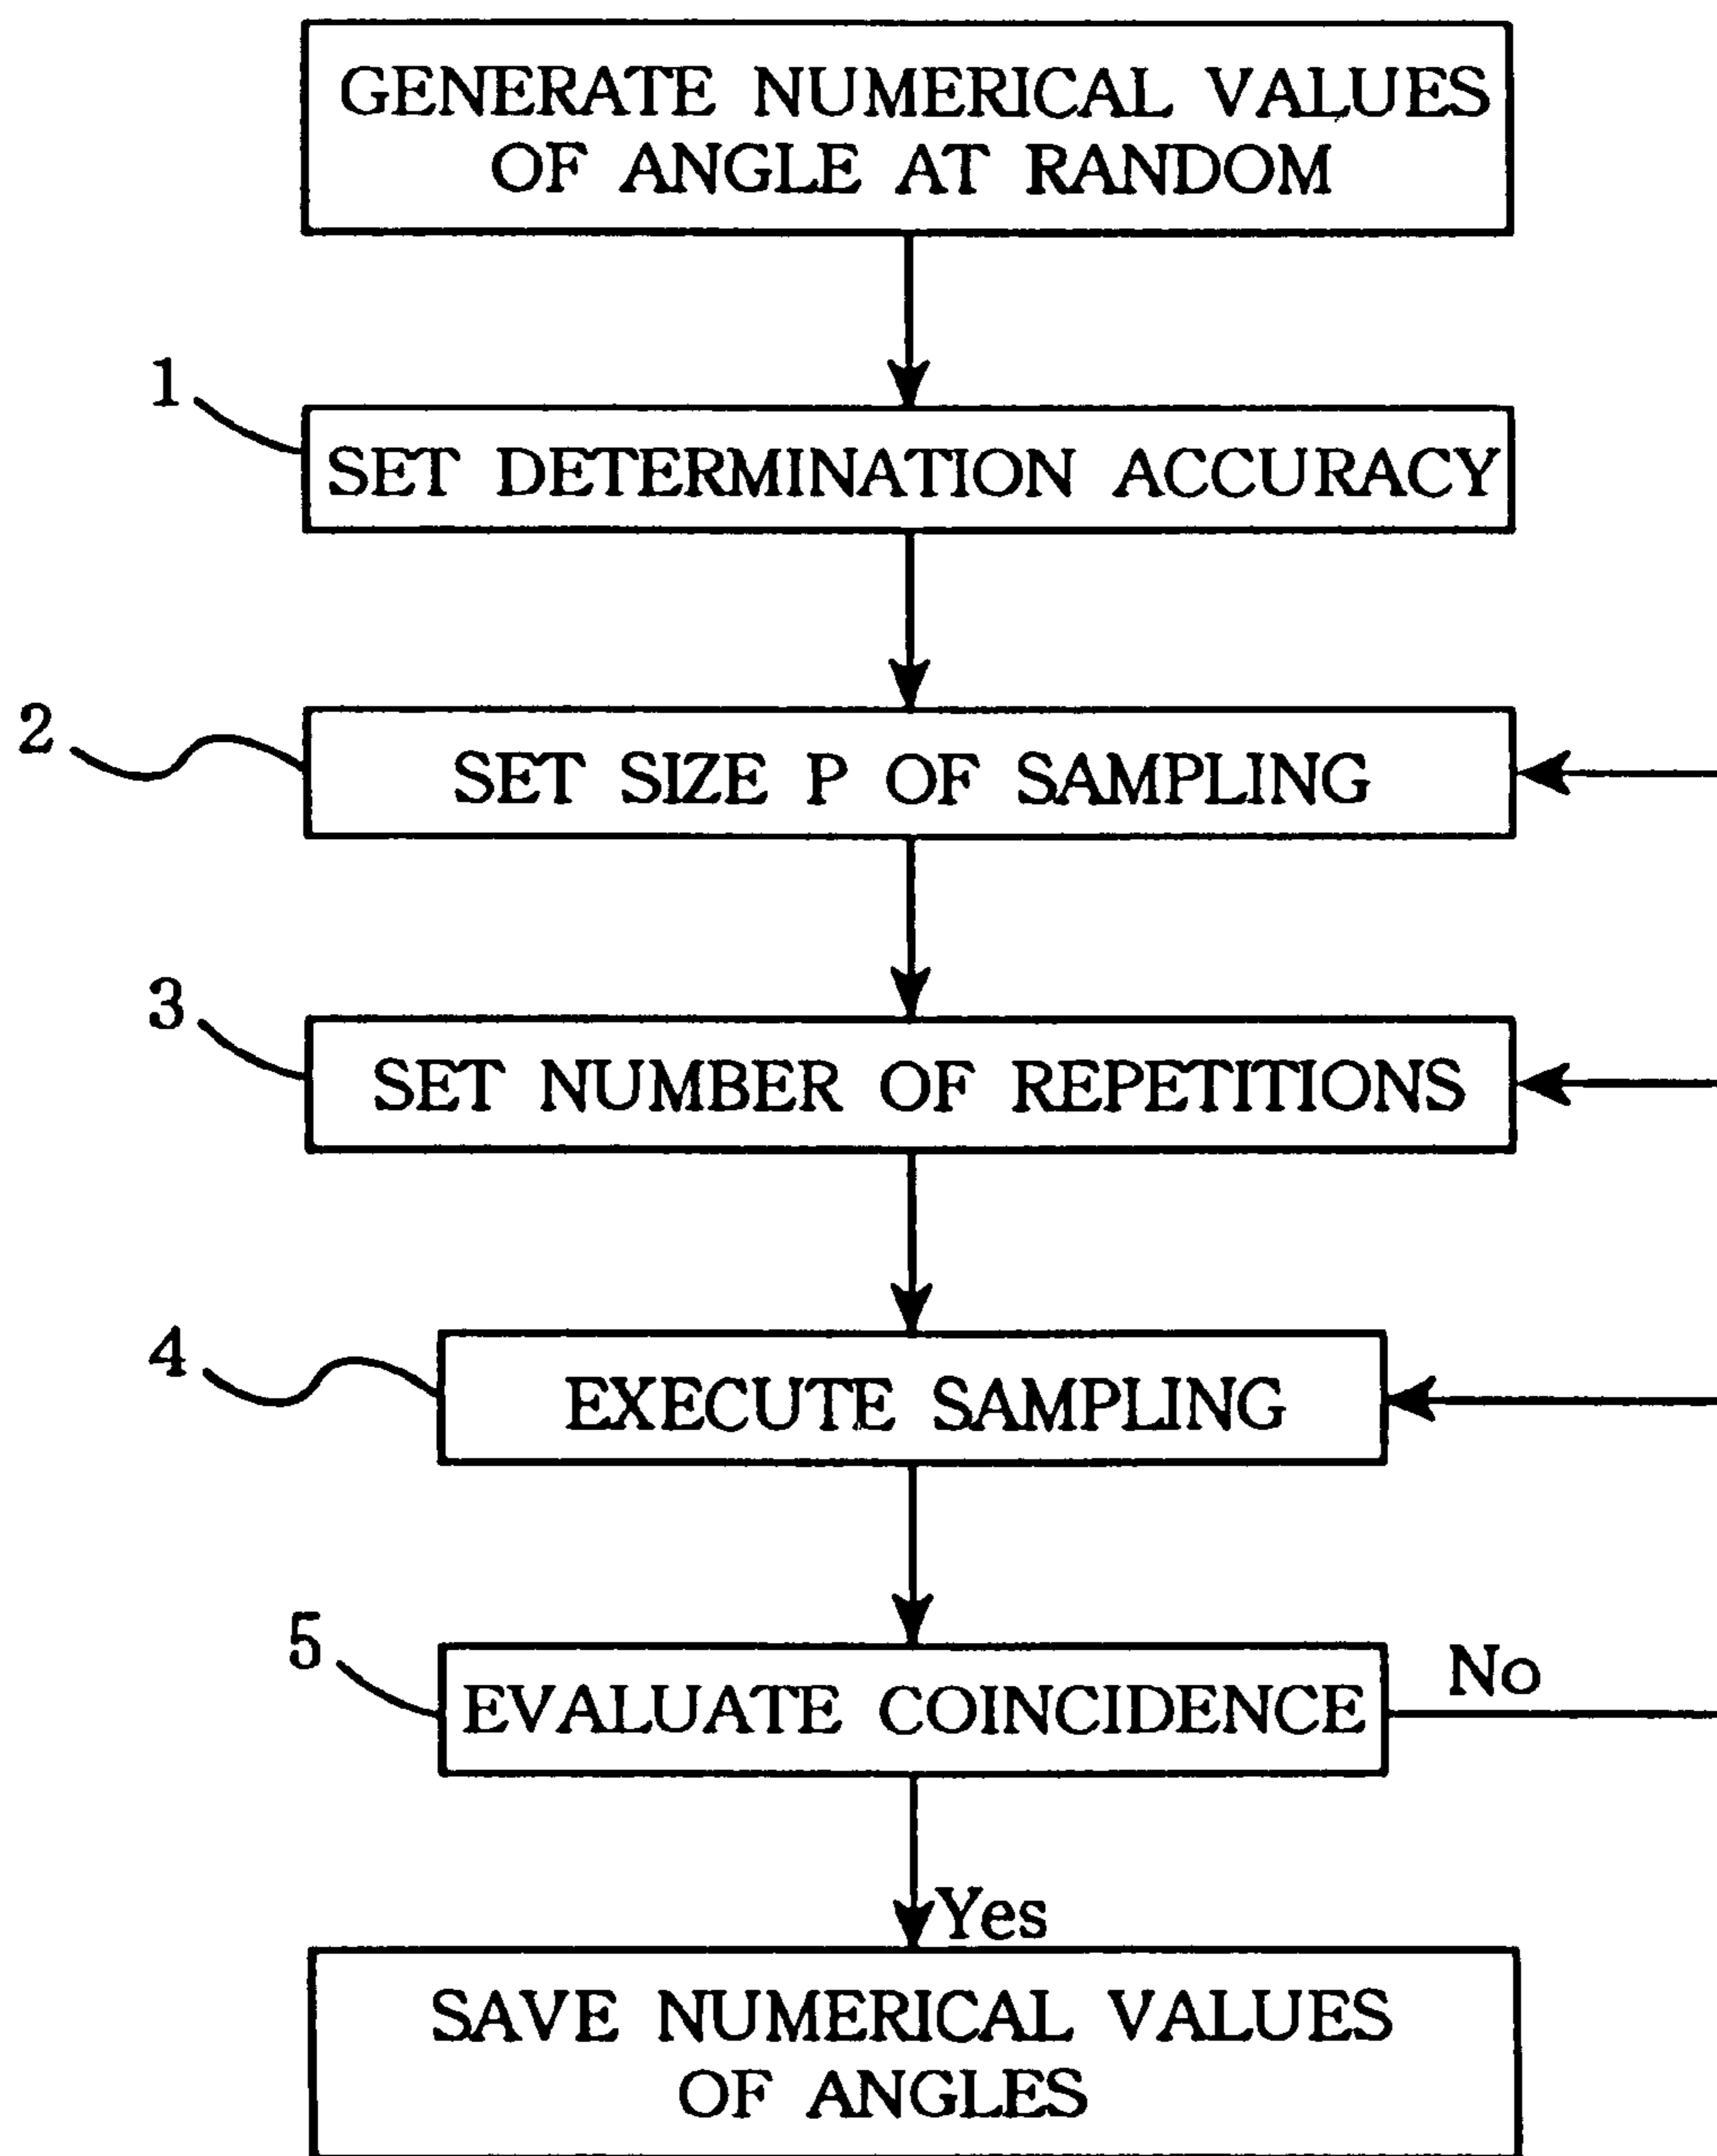 GENERATE NUMERICAL VALUES
OF ANGLE AT RANDOM
1
SET DETERMINATION ACCURACY
2
SET SIZE P OF SAMPLING
3
SET NUMBER OF REPETITIONS
4
EXECUTE SAMPLING
5
EVALUATE COINCIDENCE
No
Yes
SAVE NUMERICAL VALUES
OF ANGLES